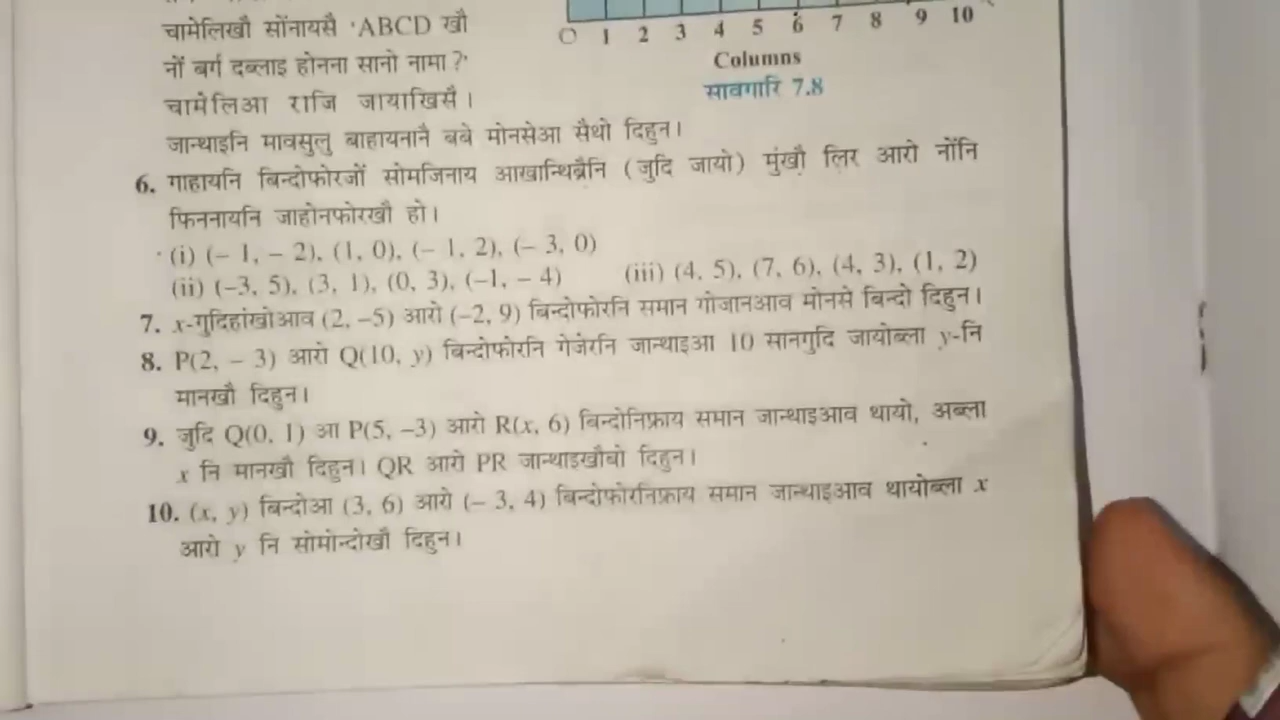 चामेलिखौ सोंनायसै 'ABCD खौ
नों बर्ग दब्लाइ होनना सानो नामा?'
चामेलिआ राजि जायाखिसै।
जान्थाइनि मावसुलु बाहायनानै बबे मोनसेआ सैथो दिहुन।
0 1 2 3 4 5 6 7 8 9 10
Columns
सावगारि 7.8
6. गाहायनि बिन्दोफोरजों सोमजिनाय आखान्थिब्रैनि (जुदि जायो) मुंखौ लिर आरो नोंनि
फिननायनि जाहोनफोरखौ हो।
(i) (– 1, – 2), (1, 0), (– 1, 2), (– 3, 0)
(ii) (–3, 5), (3, 1), (0, 3), (–1, – 4) (iii) (4, 5), (7, 6), (4, 3), (1, 2)
7. x-गुदिहांखोआव (2, –5) आरो (–2, 9) बिन्दोफोरनि समान गोजानआव मोनसे बिन्दो दिहुन।
8. P(2, – 3) आरो Q(10, y) बिन्दोफोरनि गेजेरनि जान्थाइआ 10 सानगुदि जायोब्ला y-नि
मानखौ दिहुन।
9. जुदि Q(0, 1) आ P(5, –3) आरो R(x, 6) बिन्दोनिफ्राय समान जान्थाइआव थायो, अब्ला
x नि मानखौ दिहुन। QR आरो PR जान्थाइखौबो दिहुन।
10. (x, y) बिन्दोआ (3, 6) आरो (– 3, 4) बिन्दोफोरनिफ्राय समान जान्थाइआव थायोब्ला x
आरो y नि सोमोन्दोखौ दिहुन।